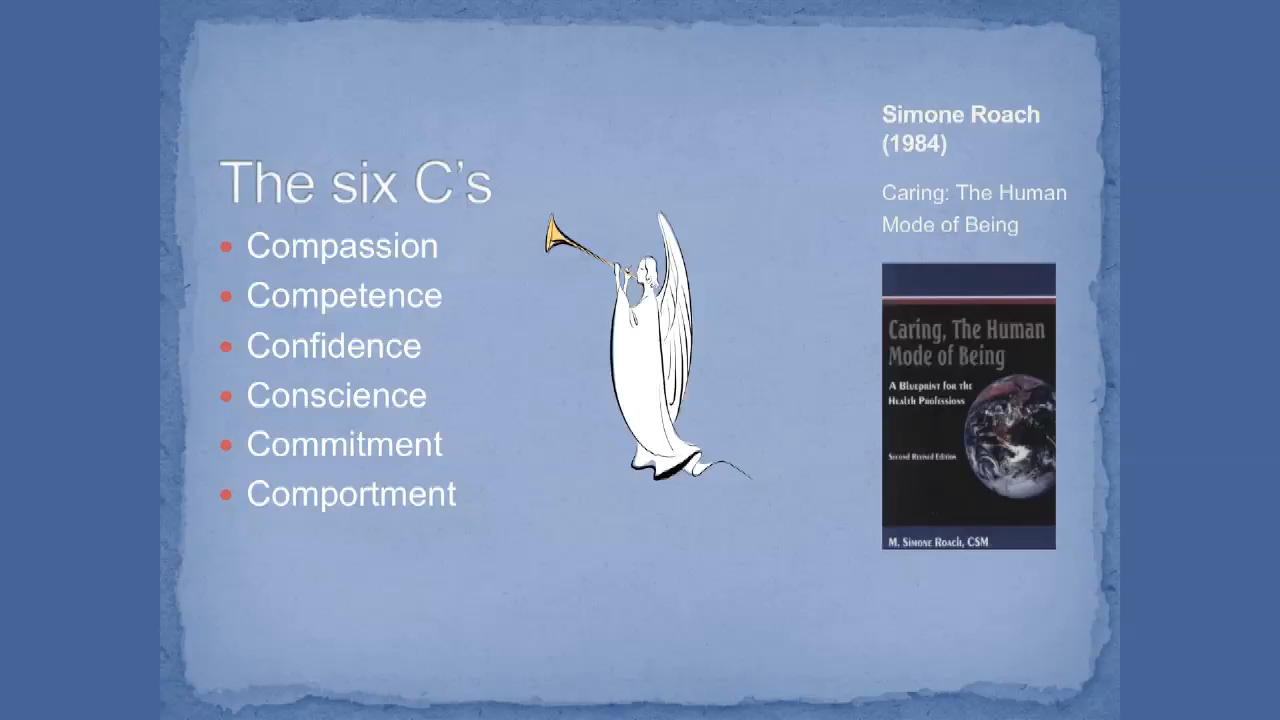 The six C’s
Compassion
Competence
Confidence
Conscience
Commitment
Comportment
Simone Roach
(1984)
Caring: The Human
Mode of Being
Caring, The Human
Mode of Being
A Blueprint for the
Health Professions
Second Revised Edition
M. Simone Roach, CSM